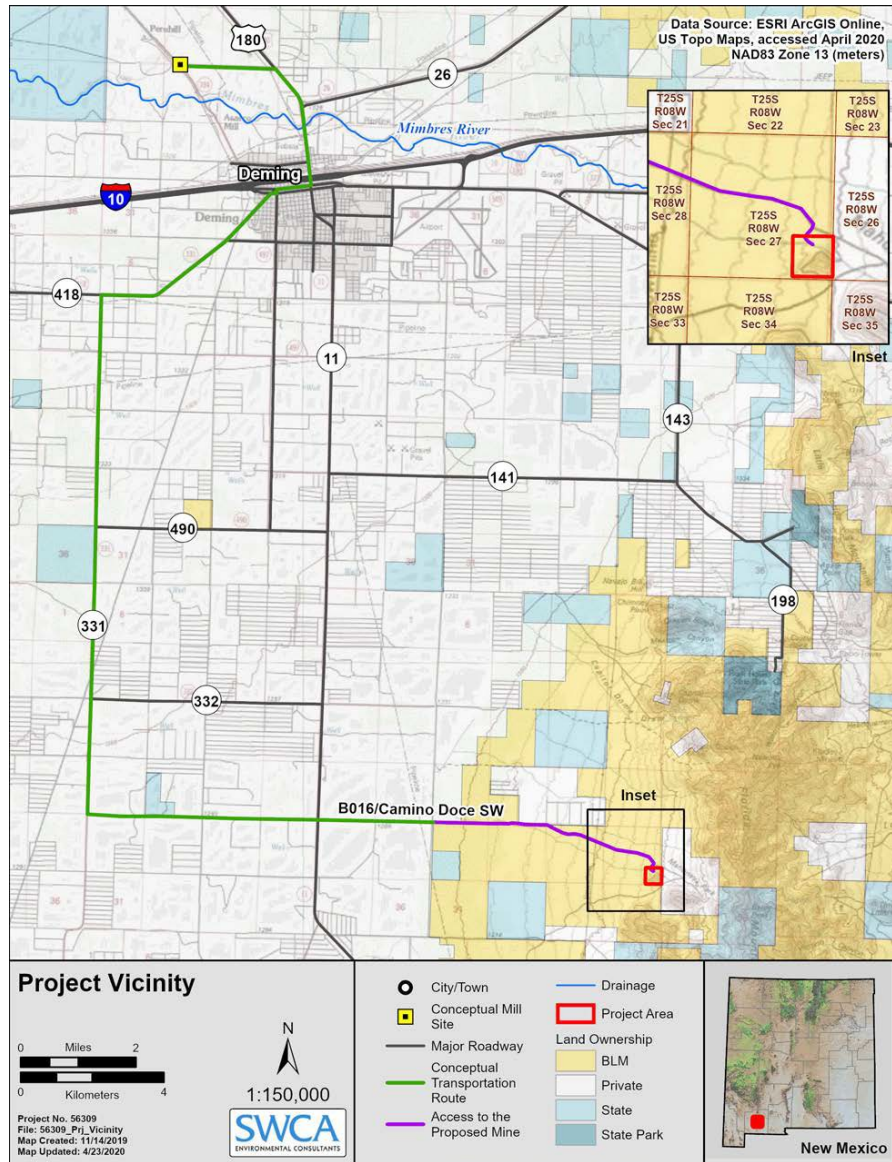 Data Source: ESRI ArcGIS Online,
US Topo Maps, accessed April 2020
NAD83 Zone 13 (meters)
180
26
Mimbres
Mimbres River
Deming
Deming
Airport
10
418
11
143
141
490
331
332
198
36
31
T25S
R08W
Sec 21
T25S
R08W
Sec 22
T25S
R08W
Sec 23
T25S
R08W
Sec 28
T25S
R08W
Sec 27
T25S
R08W
Sec 26
T25S
R08W
Sec 33
T25S
R08W
Sec 34
T25S
R08W
Sec 35
Inset
B016/Camino Doce SW
Inset
Project Vicinity
0 Miles 2
0 Kilometers 4
N
1:150,000
Project No. 56309
File: 56309_Prj_Vicinity
Map Created: 11/14/2019
Map Updated: 4/23/2020
SWCA
ENVIRONMENTAL CONSULTANTS
City/Town
Conceptual Mill
Site
Major Roadway
Conceptual
Transportation
Route
Access to the
Proposed Mine
Drainage
Project Area
Land Ownership
BLM
Private
State
State Park
New Mexico